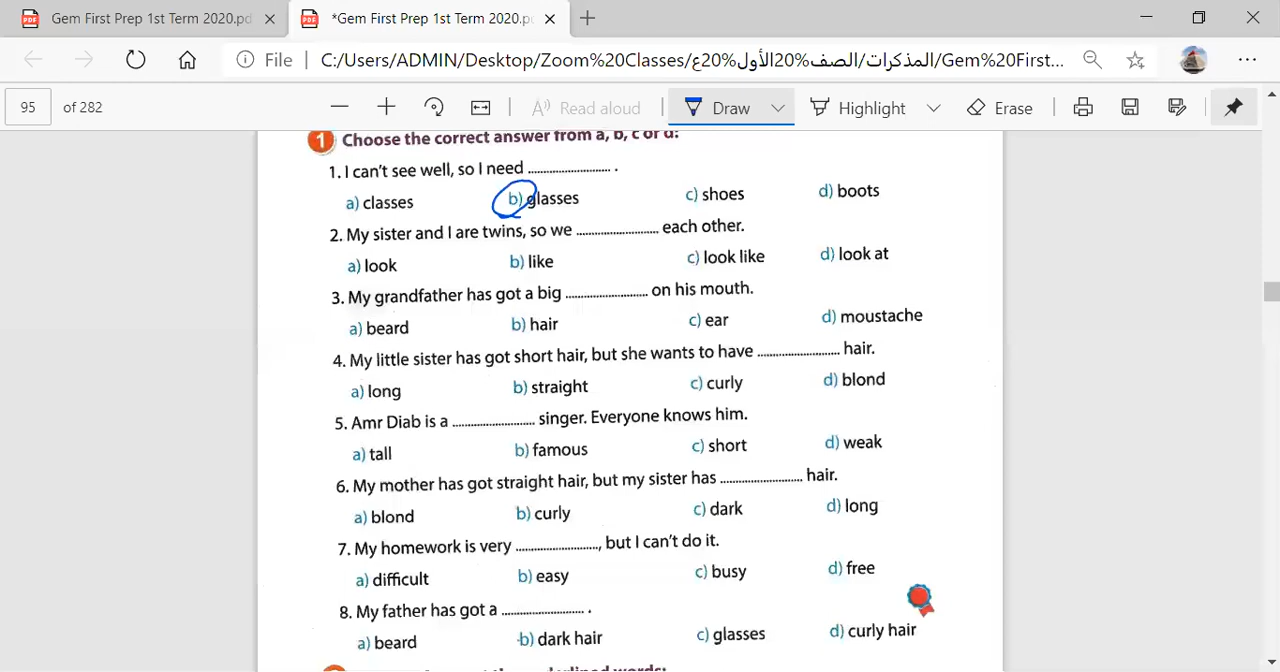 Gem First Prep 1st Term 2020.pd
*Gem First Prep 1st Term 2020.pd
File
C:/Users/ADMIN/Desktop/Zoom%20Classes/المذكرات/الصف%20الأول%20ع/Gem%20First...
95 of 282
Read aloud
Draw
Highlight
Erase
1 Choose the correct answer from a, b, c or d:
1. I can't see well, so I need .......................... .
a) classes b) glasses c) shoes d) boots
2. My sister and I are twins, so we .......................... each other.
a) look b) like c) look like d) look at
3. My grandfather has got a big .......................... on his mouth.
a) beard b) hair c) ear d) moustache
4. My little sister has got short hair, but she wants to have .......................... hair.
a) long b) straight c) curly d) blond
5. Amr Diab is a .......................... singer. Everyone knows him.
a) tall b) famous c) short d) weak
6. My mother has got straight hair, but my sister has .......................... hair.
a) blond b) curly c) dark d) long
7. My homework is very .........................., but I can't do it.
a) difficult b) easy c) busy d) free
8. My father has got a .......................... .
a) beard b) dark hair c) glasses d) curly hair